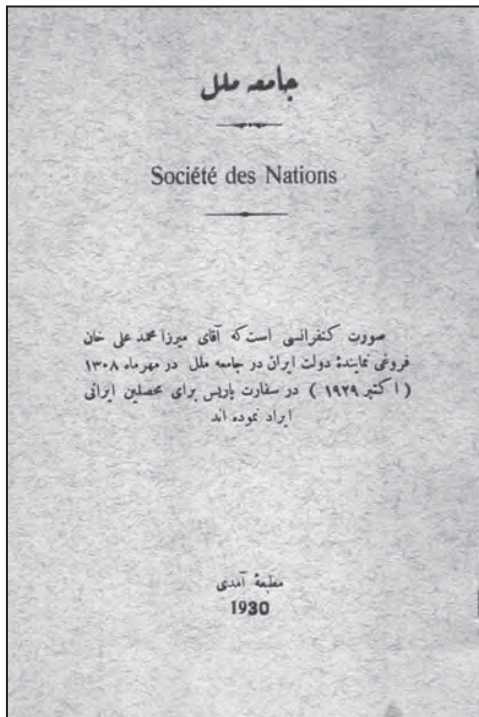 جامعه ملل
Société des Nations
صورت کنفرانسی است که آقای میرزا محمد علی خان
فروغی نمایندهٔ دولت ایران در جامعه ملل در مهرماه ۱۳۰۸
( اکتبر ۱۹۲۹ ) در سفارت پاریس برای محصلین ایرانی
ایراد نموده اند
مطبعهٔ آمدی
1930